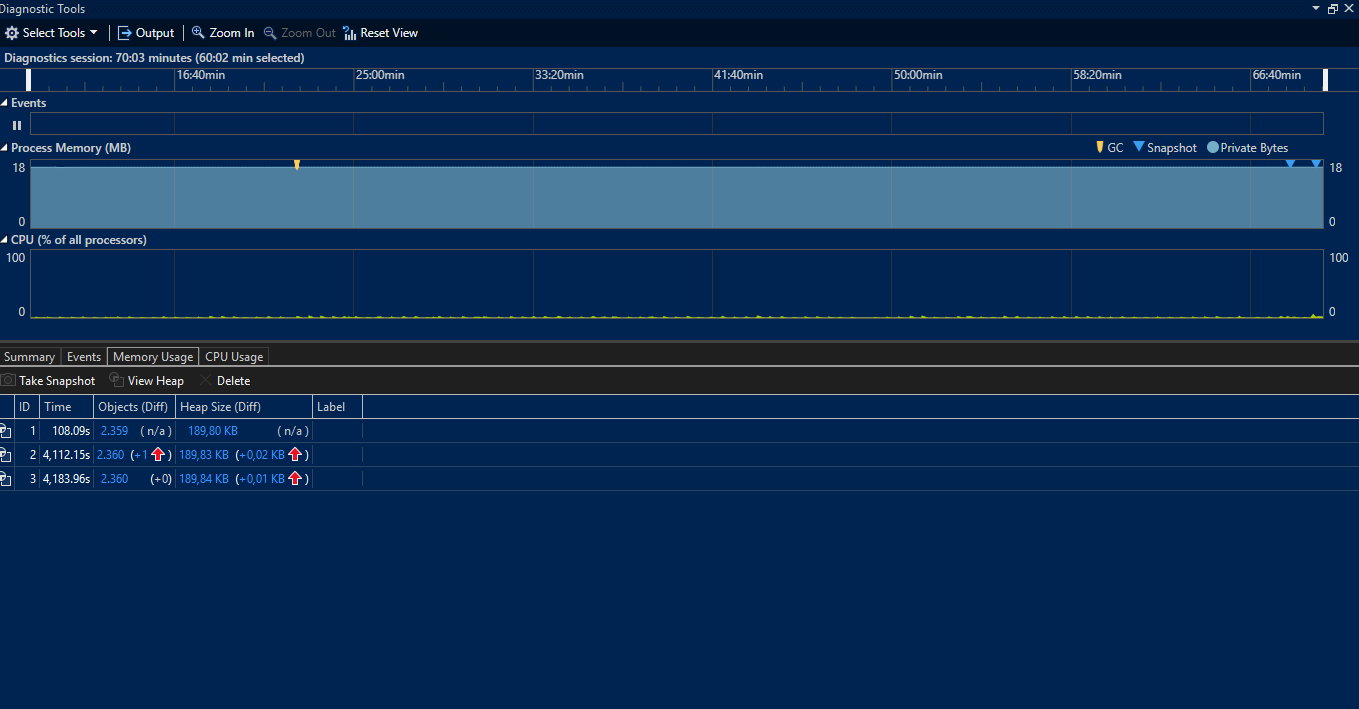 Diagnostic Tools
Select Tools Output Zoom In Zoom Out Reset View
Diagnostics session: 70:03 minutes (60:02 min selected)
16:40min 25:00min 33:20min 41:40min 50:00min 58:20min 66:40min
Events
Process Memory (MB) GC Snapshot Private Bytes
18 18
0 0
CPU (% of all processors)
100 100
0 0
Summary Events Memory Usage CPU Usage
Take Snapshot View Heap Delete
ID Time Objects (Diff) Heap Size (Diff) Label
1 108.09s 2.359 (n/a) 189,80 KB (n/a)
2 4,112.15s 2.360 (+1) 189,83 KB (+0,02 KB)
3 4,183.96s 2.360 (+0) 189,84 KB (+0,01 KB)